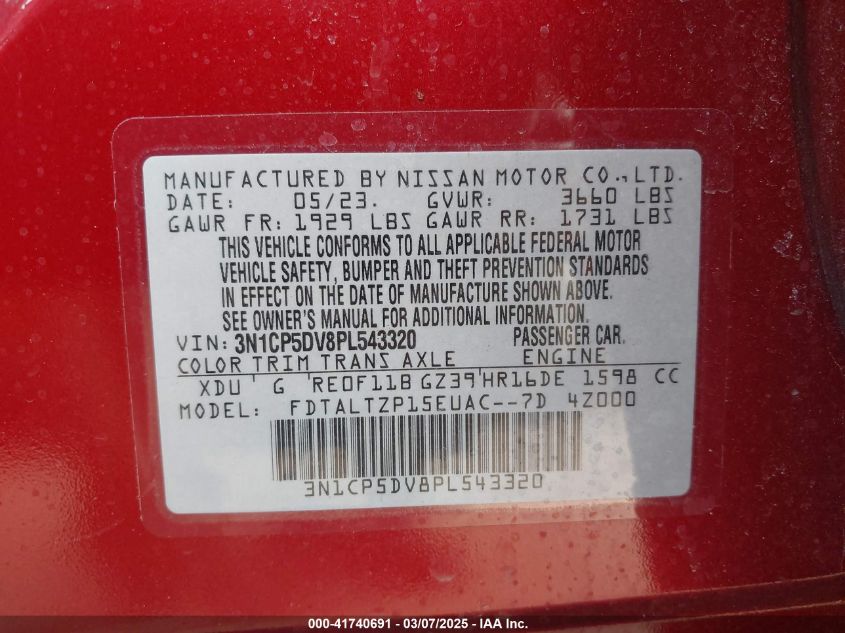 MANUFACTURED BY NISSAN MOTOR CO., LTD.
DATE: 05/23. GVWR: 3660 LBS
GAWR FR: 1929 LBS GAWR RR: 1731 LBS
THIS VEHICLE CONFORMS TO ALL APPLICABLE FEDERAL MOTOR
VEHICLE SAFETY, BUMPER AND THEFT PREVENTION STANDARDS
IN EFFECT ON THE DATE OF MANUFACTURE SHOWN ABOVE.
SEE OWNER'S MANUAL FOR ADDITIONAL INFORMATION.
VIN: 3N1CP5DV8PL543320 PASSENGER CAR.
COLOR TRIM TRANS AXLE ENGINE
XDU G RE0F11B GZ39 HR16DE 1598 CC
MODEL: FDTALTZP15EUAC--7D 4Z000
3N1CP5DV8PL543320
000-41740691 - 03/07/2025 - IAA Inc.